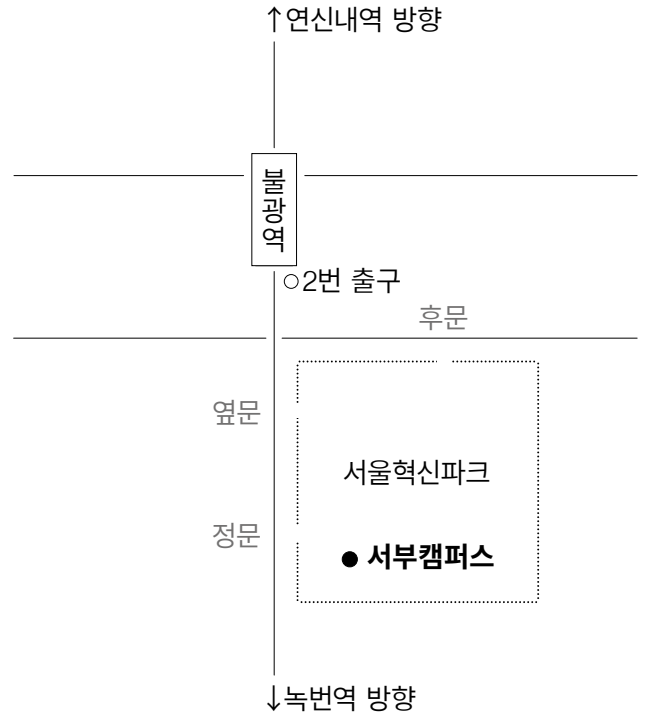 ↑연신내역 방향
불광역
○2번 출구
후문
옆문
서울혁신파크
정문
● 서부캠퍼스
↓녹번역 방향